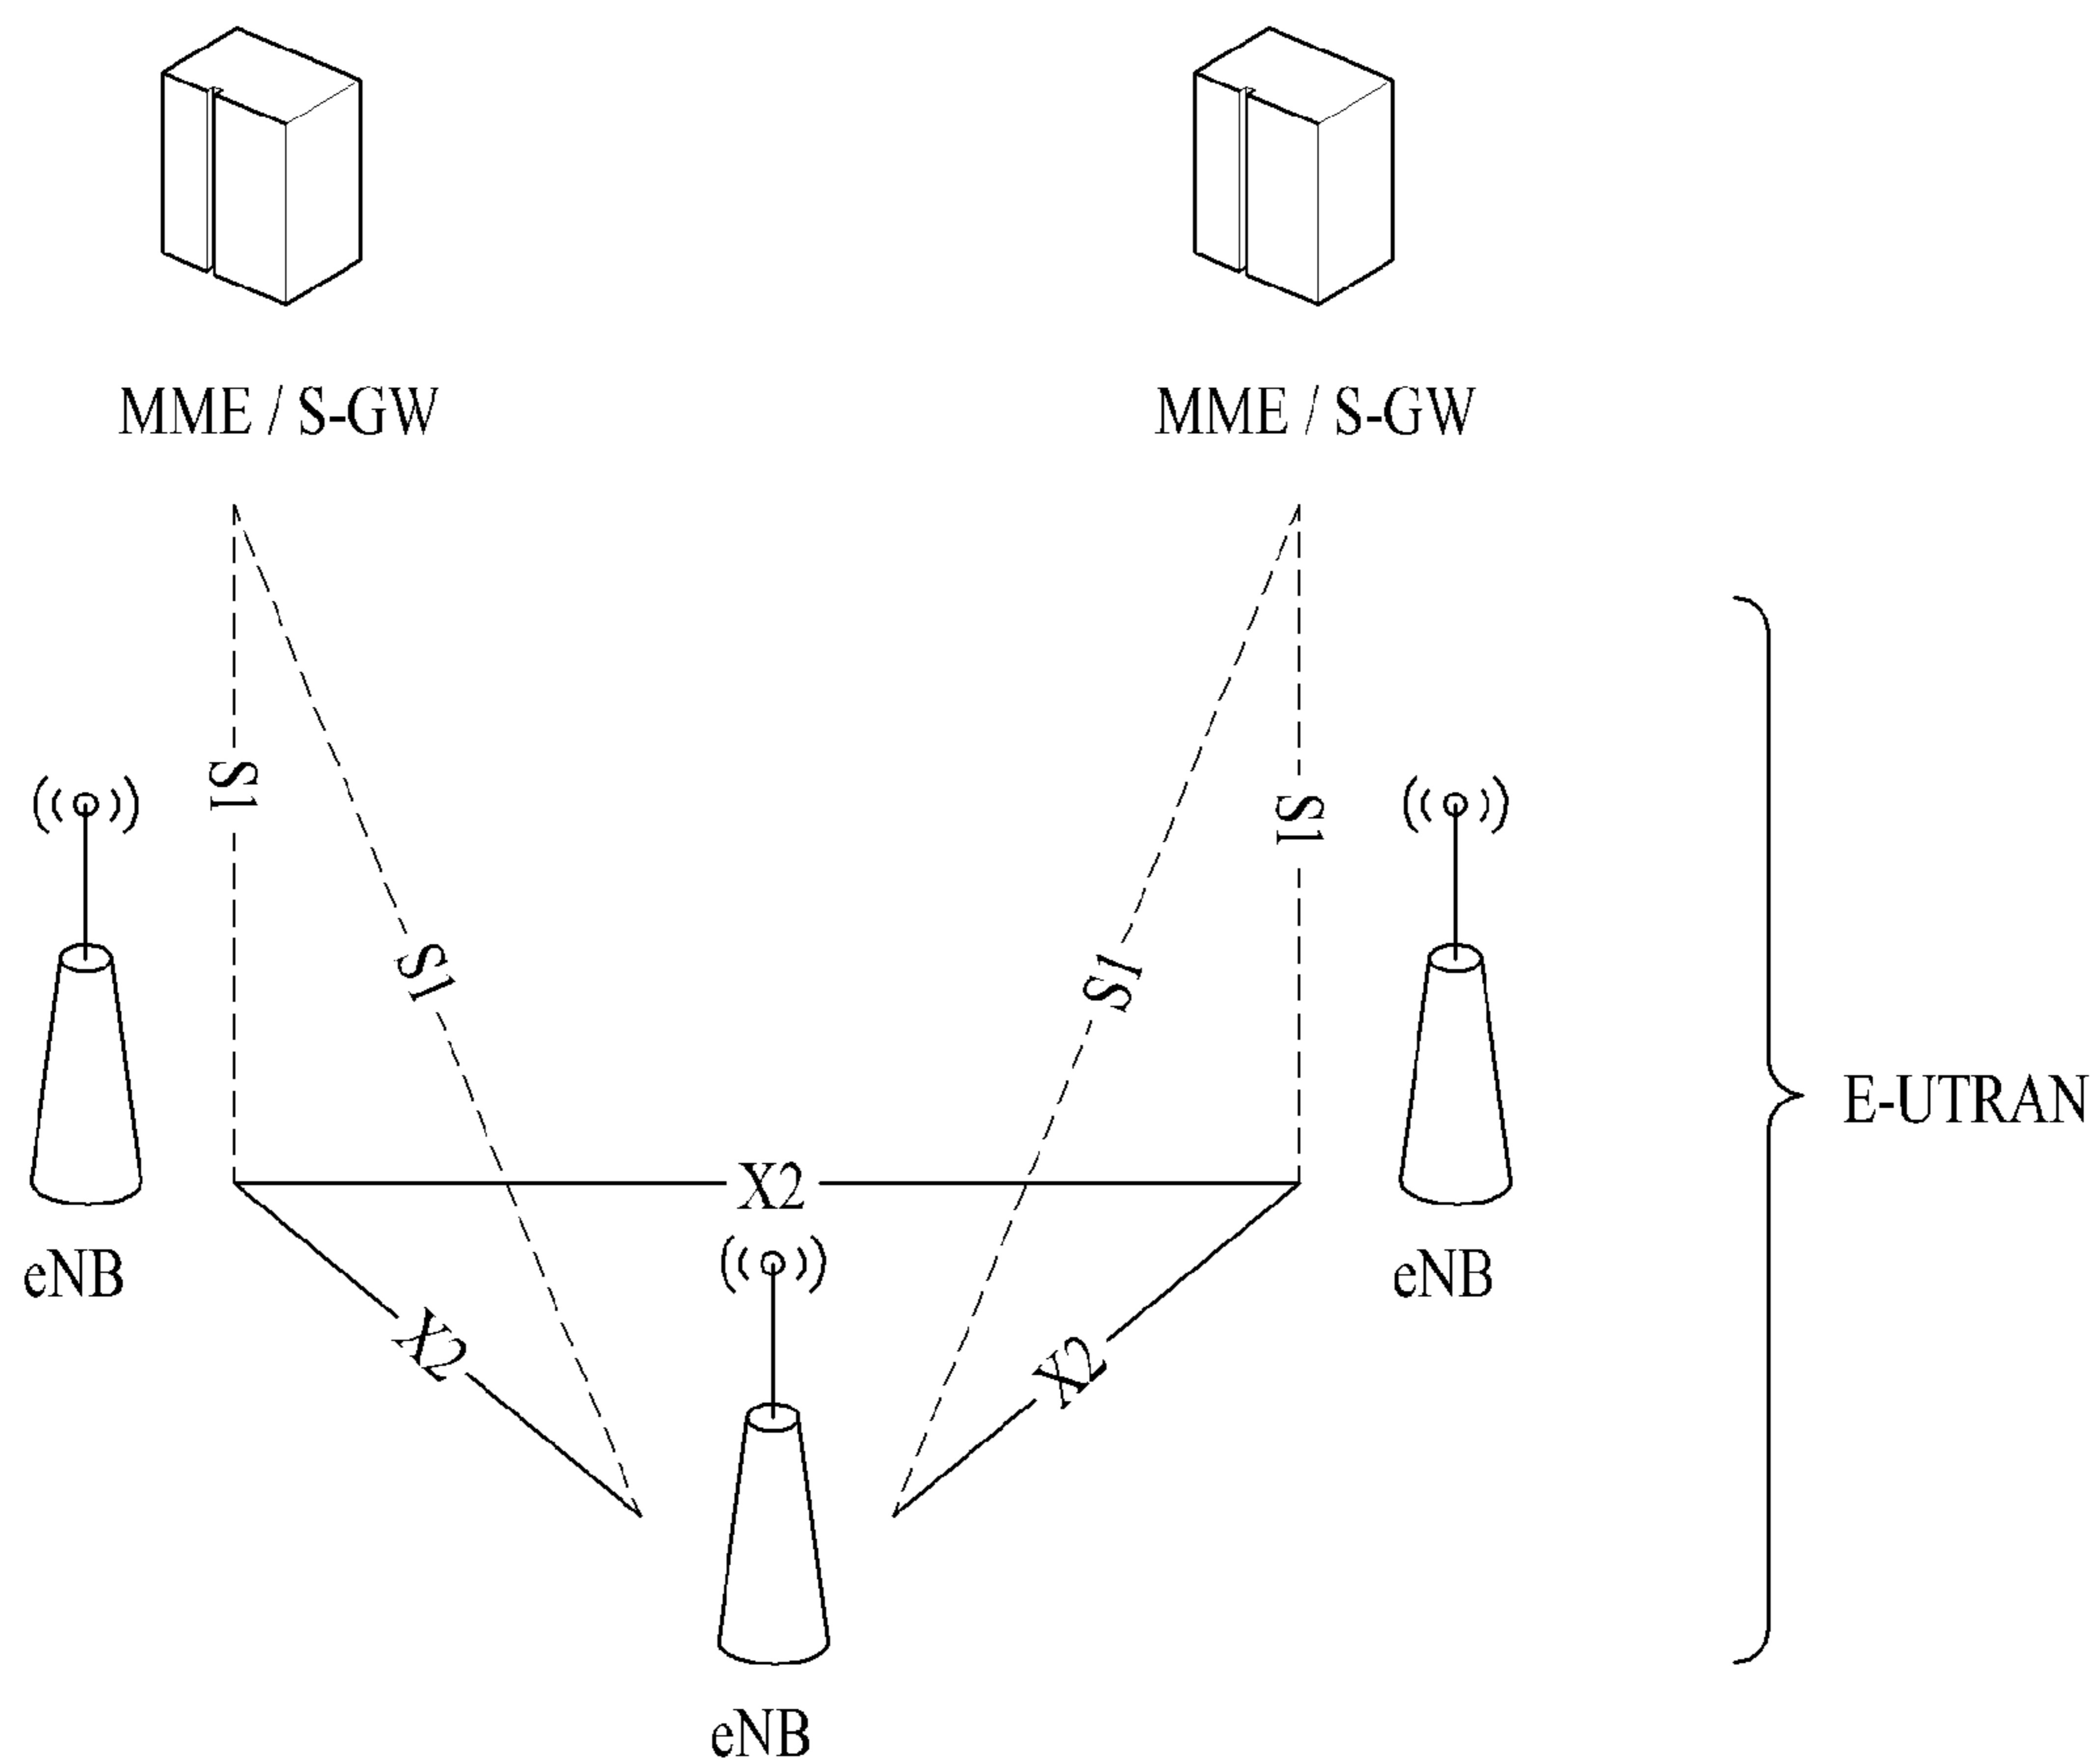 MME / S-GW
MME / S-GW
S1
S1
S1
S1
E-UTRAN
X2
eNB
eNB
X2
X2
eNB